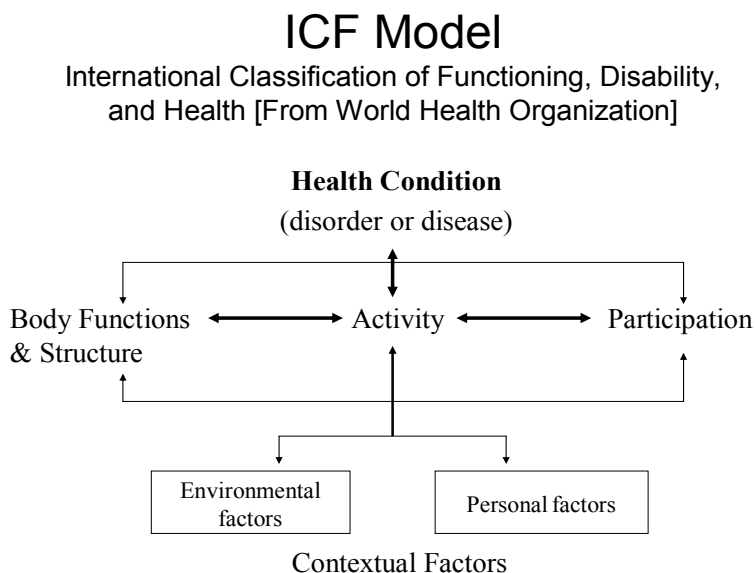 ICF Model
International Classification of Functioning, Disability,
and Health [From World Health Organization]
Health Condition
(disorder or disease)
Body Functions
& Structure
Activity
Participation
Environmental
factors
Personal factors
Contextual Factors